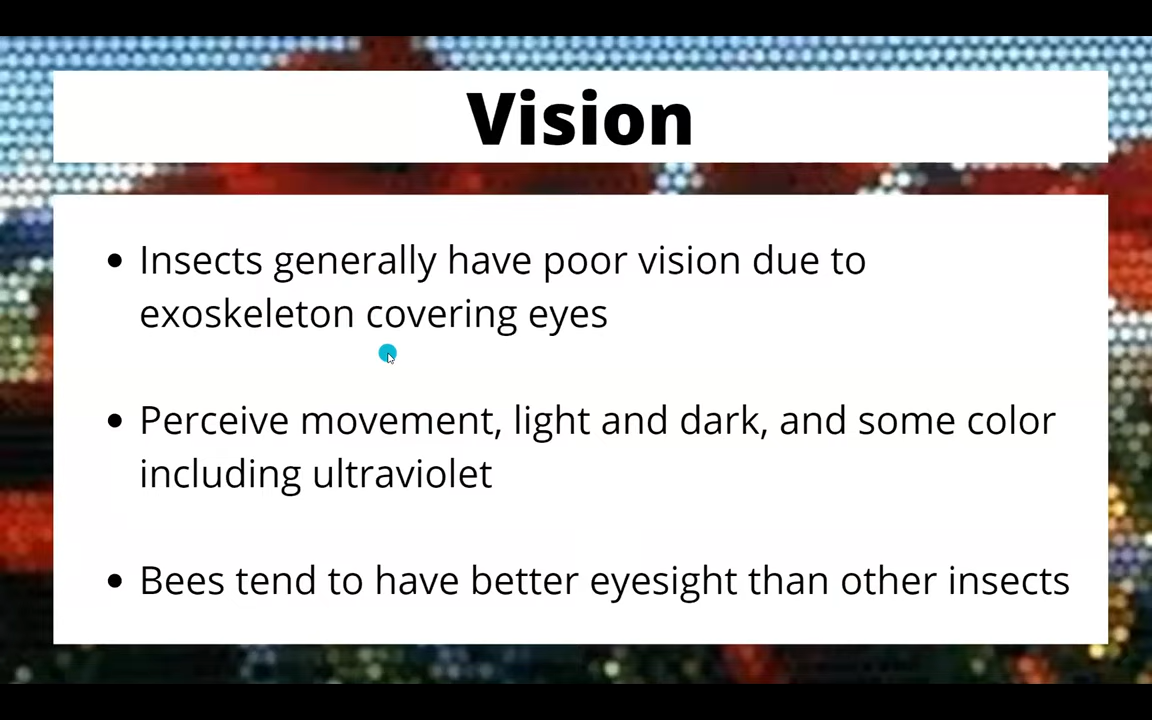 Vision
• Insects generally have poor vision due to
exoskeleton covering eyes
• Perceive movement, light and dark, and some color
including ultraviolet
• Bees tend to have better eyesight than other insects